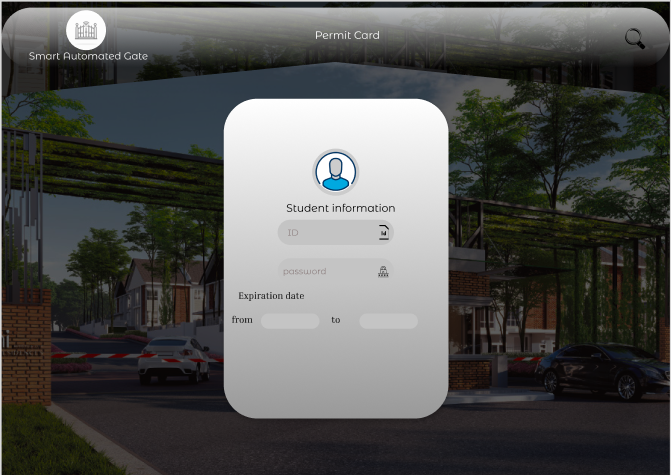 Permit Card
Smart Automated Gate
Student information
ID
password
Expiration date
from to